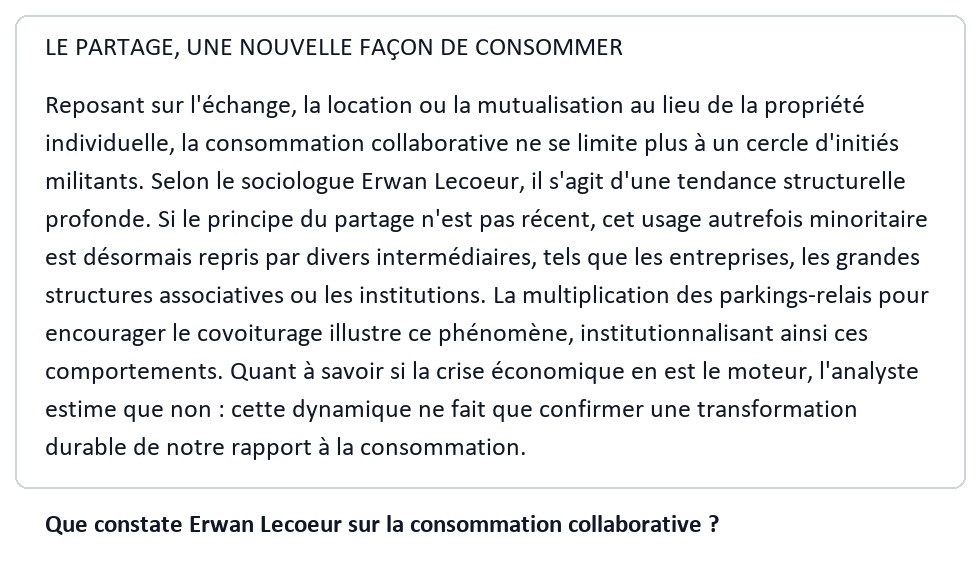 LE PARTAGE, UNE NOUVELLE FAÇON DE CONSOMMER
Reposant sur l'échange, la location ou la mutualisation au lieu de la propriété
individuelle, la consommation collaborative ne se limite plus à un cercle d'initiés
militants. Selon le sociologue Erwan Lecoeur, il s'agit d'une tendance structurelle
profonde. Si le principe du partage n'est pas récent, cet usage autrefois minoritaire
est désormais repris par divers intermédiaires, tels que les entreprises, les grandes
structures associatives ou les institutions. La multiplication des parkings-relais pour
encourager le covoiturage illustre ce phénomène, institutionnalisant ainsi ces
comportements. Quant à savoir si la crise économique en est le moteur, l'analyste
estime que non : cette dynamique ne fait que confirmer une transformation
durable de notre rapport à la consommation.
Que constate Erwan Lecoeur sur la consommation collaborative ?